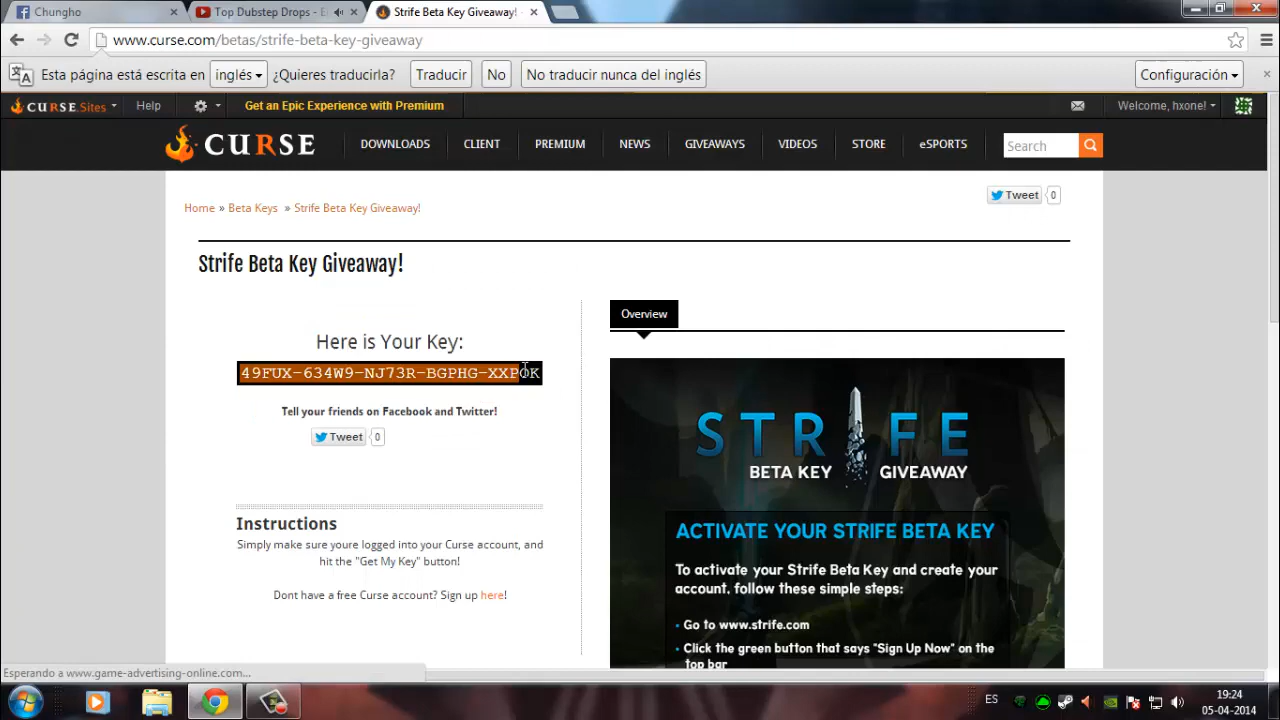 Chungho
Top Dubstep Drops - E
Strife Beta Key Giveaway! -
www.curse.com/betas/strife-beta-key-giveaway
Esta página está escrita en inglés ¿Quieres traducirla? Traducir No No traducir nunca del inglés Configuración
CURSE Sites Help Get an Epic Experience with Premium Welcome, hxone!
CURSE DOWNLOADS CLIENT PREMIUM NEWS GIVEAWAYS VIDEOS STORE eSPORTS Search
Tweet 0
Home » Beta Keys » Strife Beta Key Giveaway!
Strife Beta Key Giveaway!
Here is Your Key:
49FUX-634W9-NJ73R-BGPHG-XXPOK
Tell your friends on Facebook and Twitter!
Tweet 0
Instructions
Simply make sure youre logged into your Curse account, and
hit the "Get My Key" button!
Dont have a free Curse account? Sign up here!
Overview
STRIFE
BETA KEY GIVEAWAY
ACTIVATE YOUR STRIFE BETA KEY
To activate your Strife Beta Key and create your
account, follow these simple steps:
• Go to www.strife.com
• Click the green button that says "Sign Up Now" on the
top bar
Esperando a www.game-advertising-online.com...
ES
19:24
05-04-2014